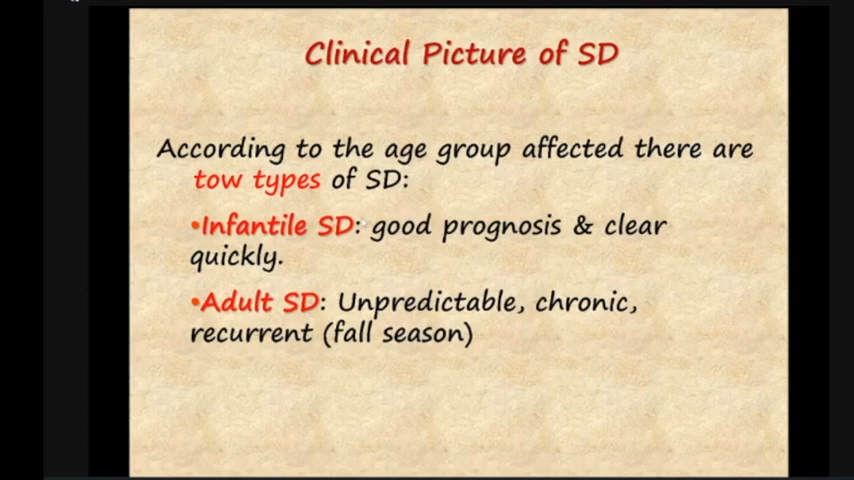 Clinical Picture of SD
According to the age group affected there are
tow types of SD:
•Infantile SD: good prognosis & clear
quickly.
•Adult SD: Unpredictable, chronic,
recurrent (fall season)